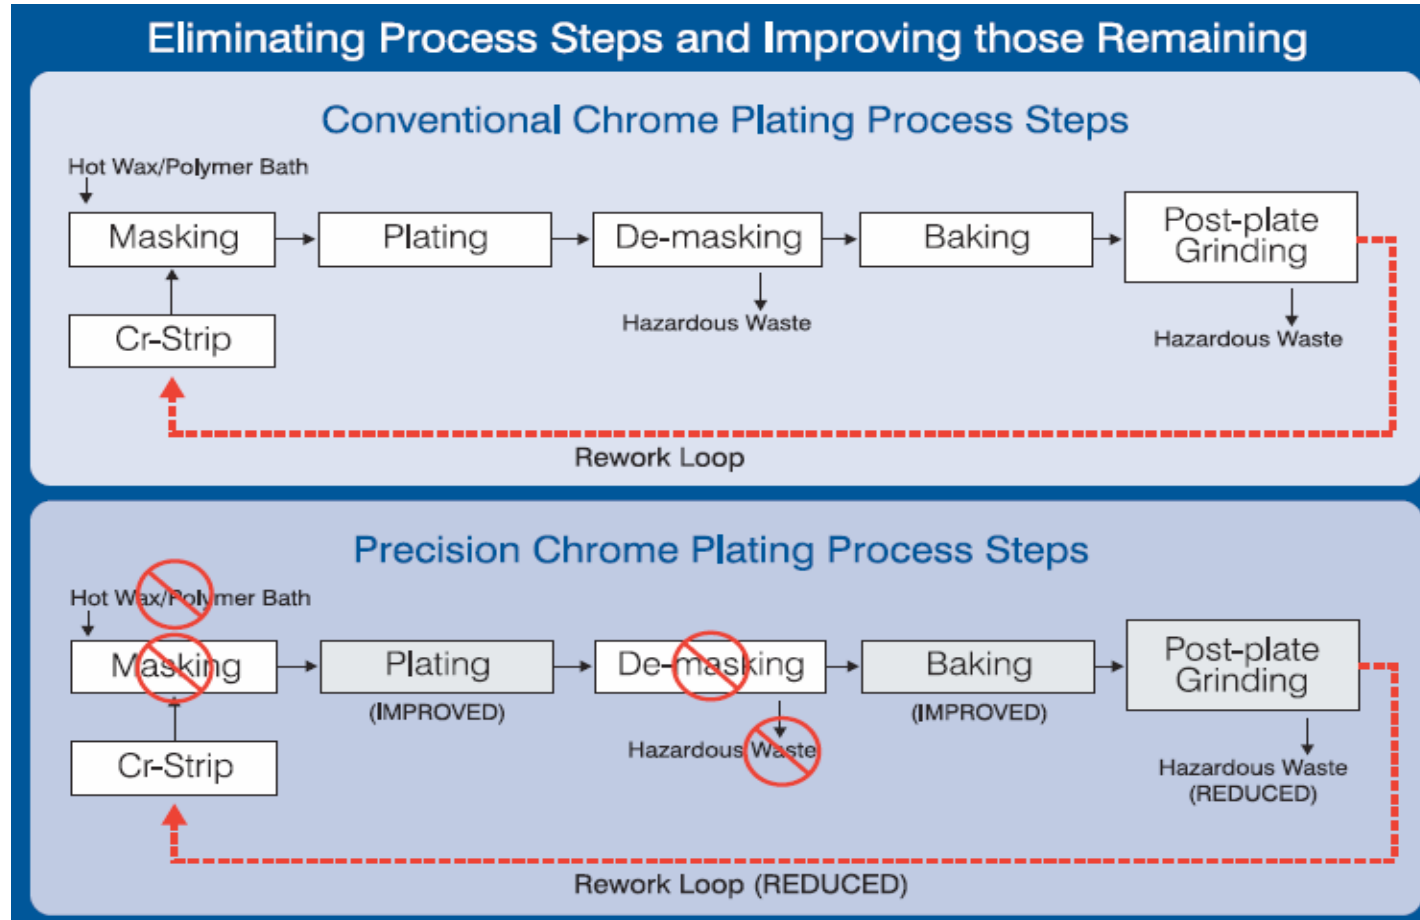 Eliminating Process Steps and Improving those Remaining
Conventional Chrome Plating Process Steps
Hot Wax/Polymer Bath
Masking
Plating
De-masking
Baking
Post-plate
Grinding
Cr-Strip
Hazardous Waste
Hazardous Waste
Rework Loop
Precision Chrome Plating Process Steps
Hot Wax/Polymer Bath
Masking
Plating
(IMPROVED)
De-masking
Baking
(IMPROVED)
Post-plate
Grinding
Cr-Strip
Hazardous Waste
Hazardous Waste
(REDUCED)
Rework Loop (REDUCED)